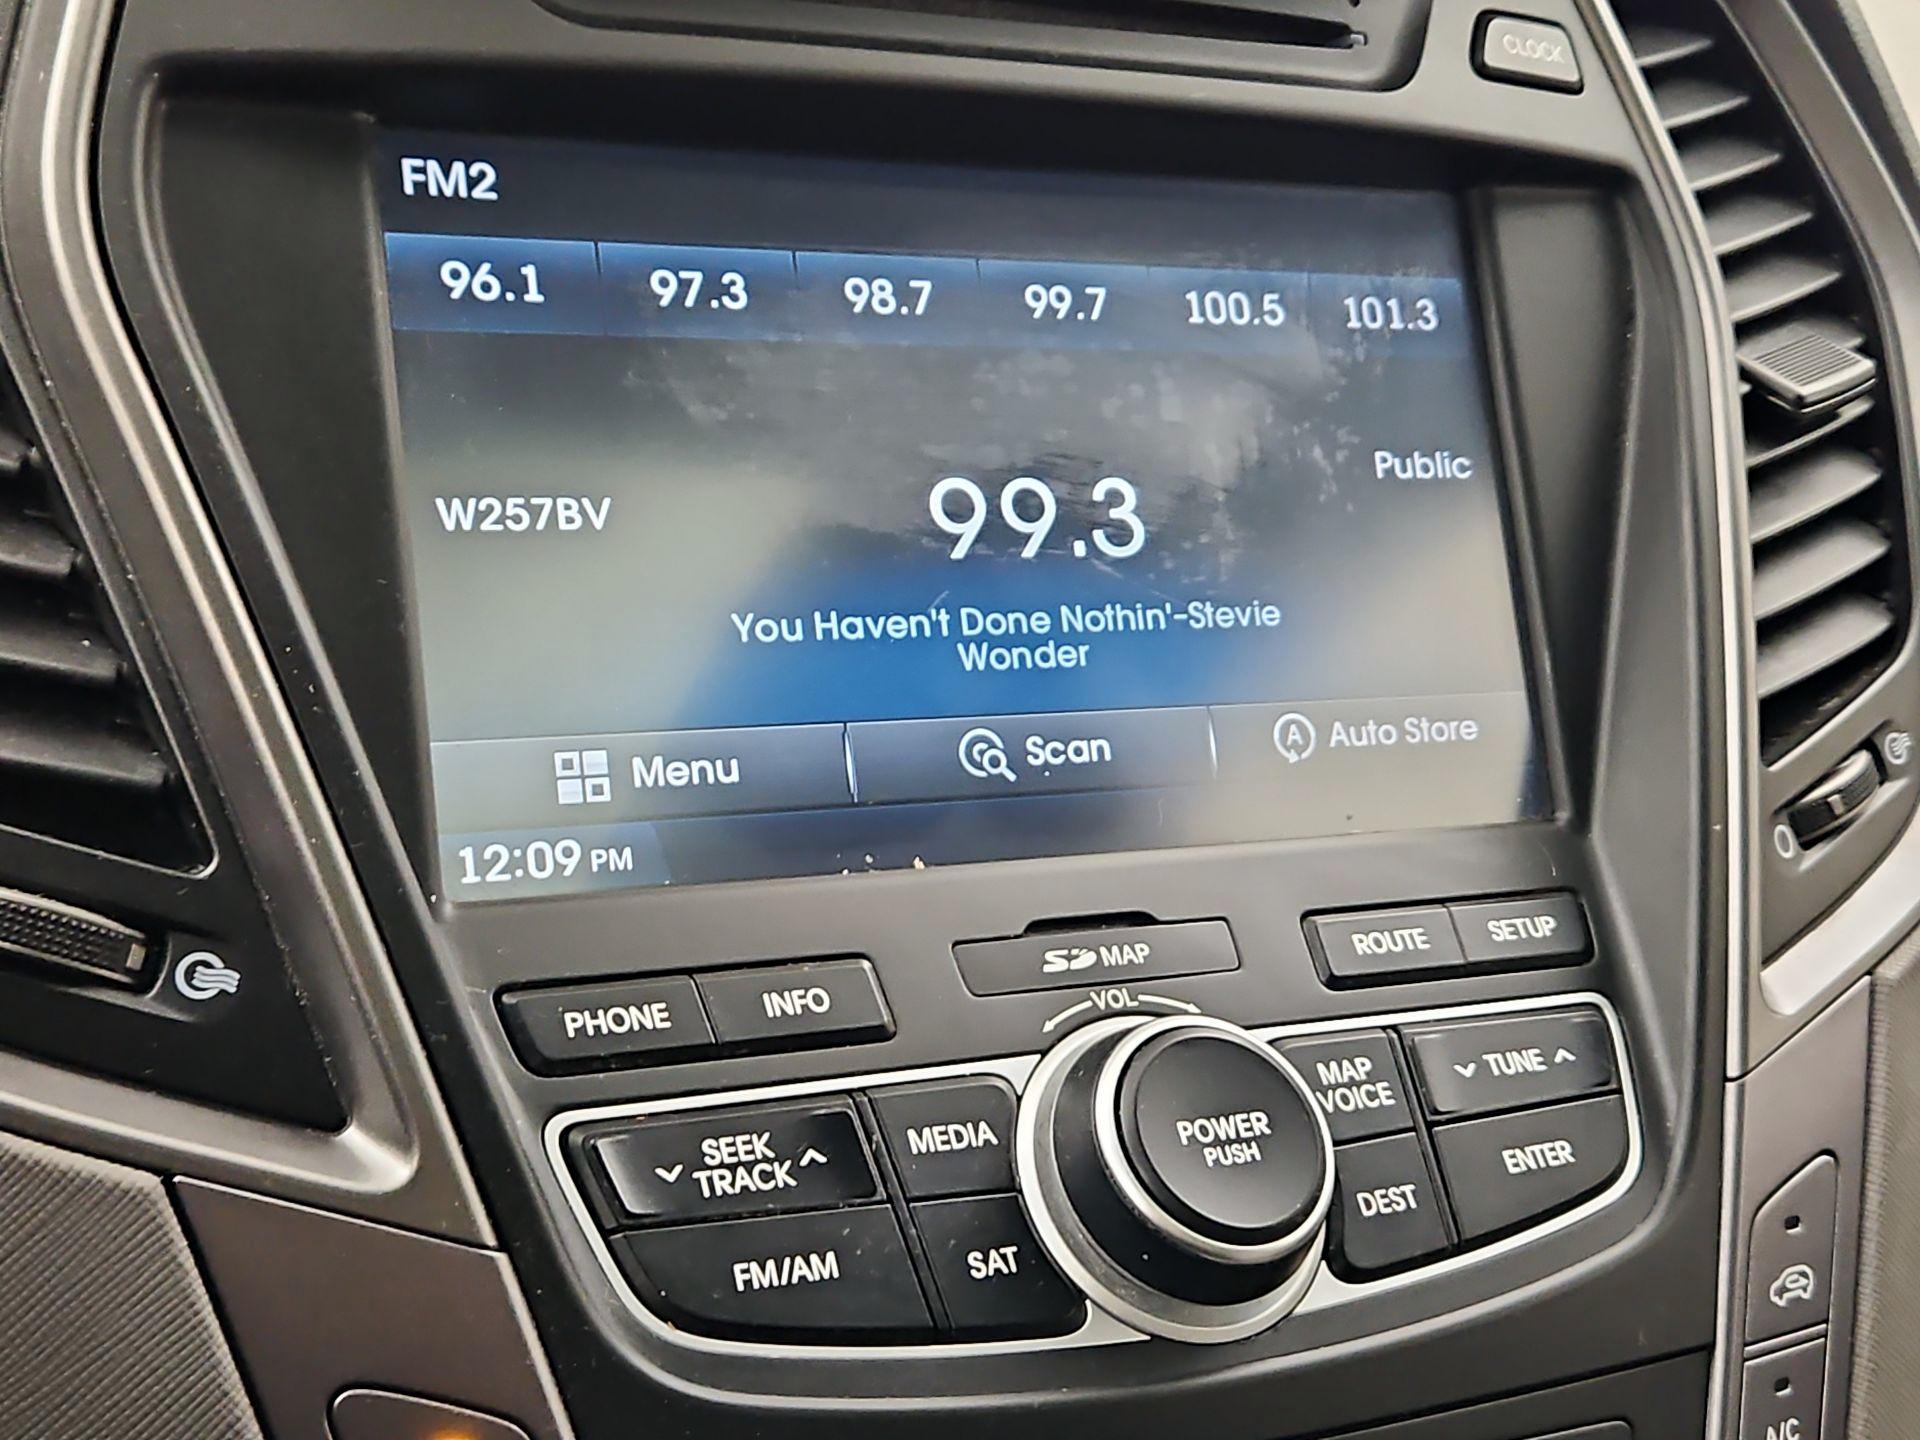 CLOCK
FM2
96.1 97.3 98.7 99.7 100.5 101.3
Public
W257BV
99.3
You Haven't Done Nothin'-Stevie
Wonder
Menu Scan A Auto Store
12:09 PM
0
SD MAP
ROUTE SETUP
PHONE INFO
VOL
SEEK
TRACK
MEDIA
POWER
PUSH
MAP
VOICE
TUNE
FM/AM
SAT
DEST
ENTER
A/C